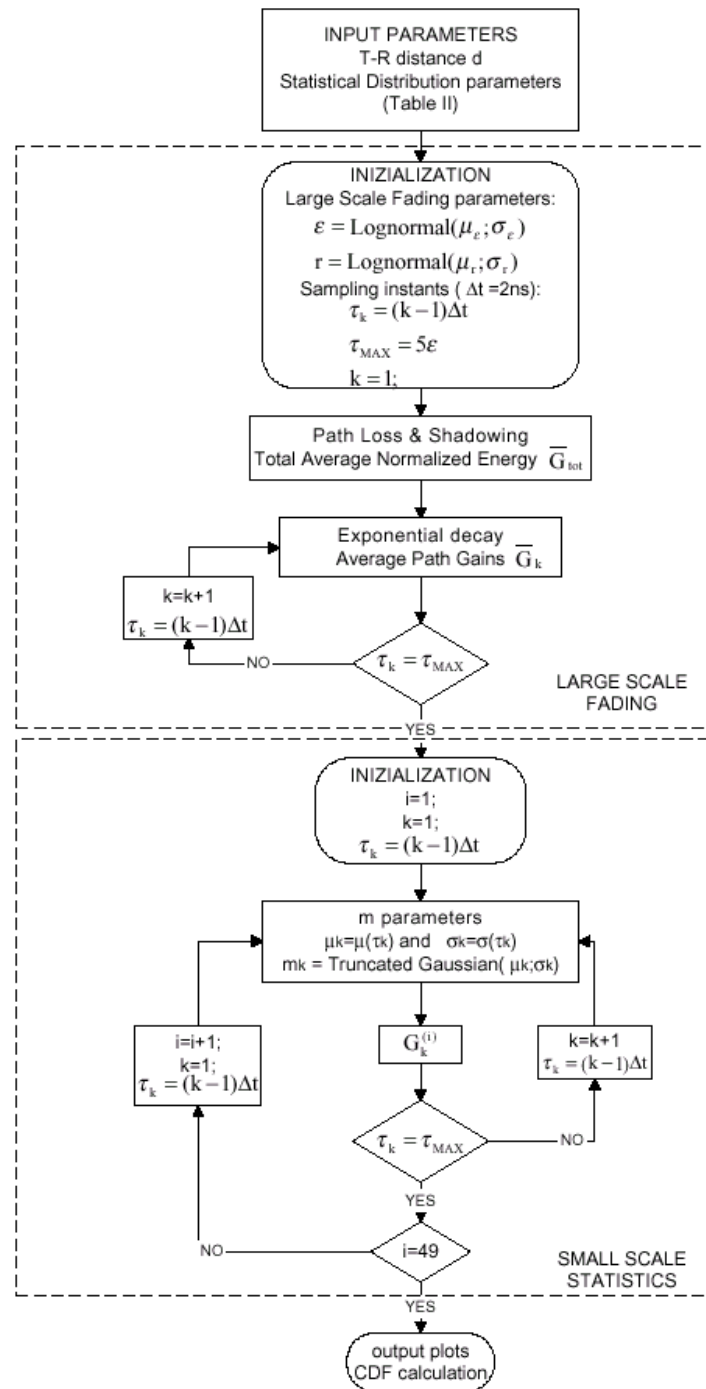 INPUT PARAMETERS
T-R distance d
Statistical Distribution parameters
(Table II)
INIZIALIZATION
Large Scale Fading parameters:
ε = Lognormal(μ_ε;σ_ε)
r = Lognormal(μ_r;σ_r)
Sampling instants ( Δt =2ns):
τ_k = (k−1)Δt
τ_MAX = 5ε
k = 1;
Path Loss & Shadowing
Total Average Normalized Energy G̅_tot
Exponential decay
Average Path Gains G̅_k
k=k+1
τ_k = (k−1)Δt
NO
τ_k = τ_MAX
LARGE SCALE
FADING
YES
INIZIALIZATION
i=1;
k=1;
τ_k = (k−1)Δt
m parameters
μk=μ(τk) and σk=σ(τk)
mk = Truncated Gaussian( μk;σk)
i=i+1;
k=1;
τ_k = (k−1)Δt
G_k^(i)
k=k+1
τ_k = (k−1)Δt
τ_k = τ_MAX
NO
YES
NO
i=49
SMALL SCALE
STATISTICS
YES
output plots
CDF calculation